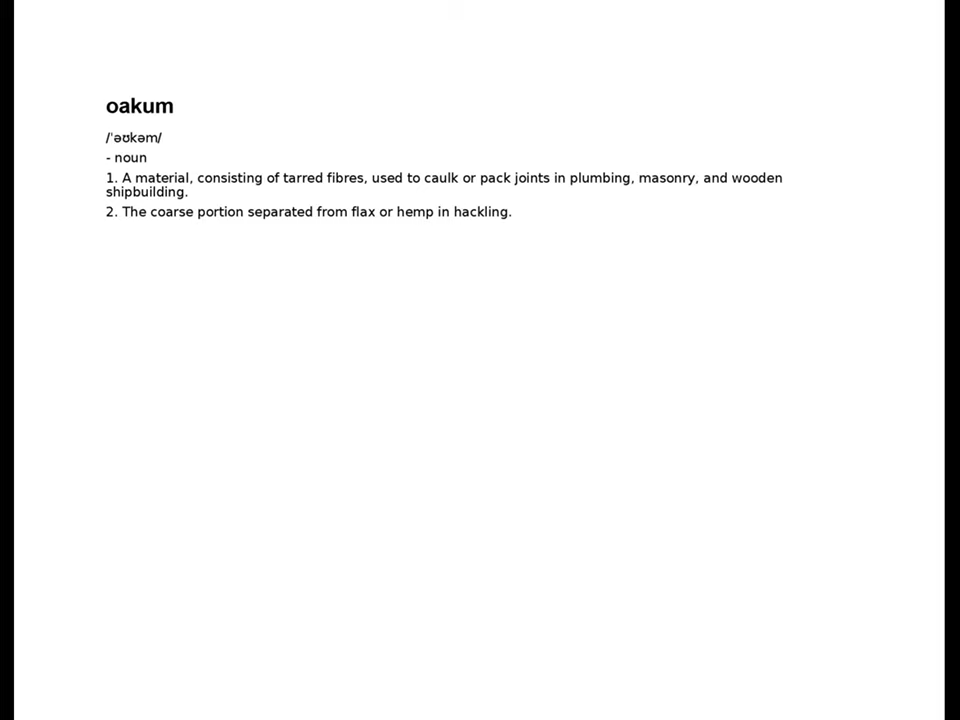 oakum
/ˈəʊkəm/
- noun
1. A material, consisting of tarred fibres, used to caulk or pack joints in plumbing, masonry, and wooden
shipbuilding.
2. The coarse portion separated from flax or hemp in hackling.